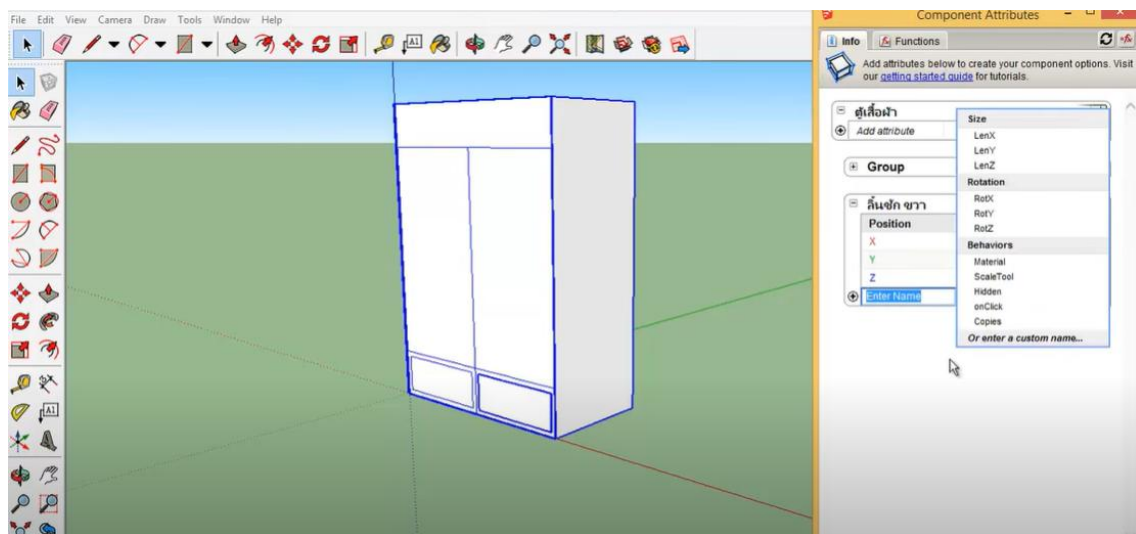 File Edit View Camera Draw Tools Window Help
Component Attributes
Info Functions
Add attributes below to create your component options. Visit
our getting started guide for tutorials.
ตู้เสื้อผ้า
Add attribute
Group
ลิ้นชัก ขวา
Position
X
Y
Z
Enter Name
Size
LenX
LenY
LenZ
Rotation
RotX
RotY
RotZ
Behaviors
Material
ScaleTool
Hidden
onClick
Copies
Or enter a custom name...
A1
A1